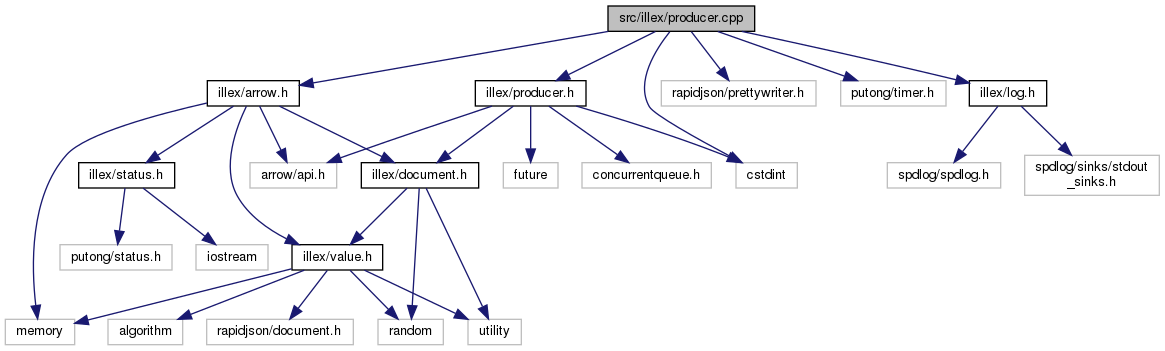 src/illex/producer.cpp
illex/arrow.h
illex/producer.h
rapidjson/prettywriter.h
putong/timer.h
illex/log.h
illex/status.h
arrow/api.h
illex/document.h
future
concurrentqueue.h
cstdint
spdlog/spdlog.h
spdlog/sinks/stdout
_sinks.h
putong/status.h
iostream
illex/value.h
memory
algorithm
rapidjson/document.h
random
utility